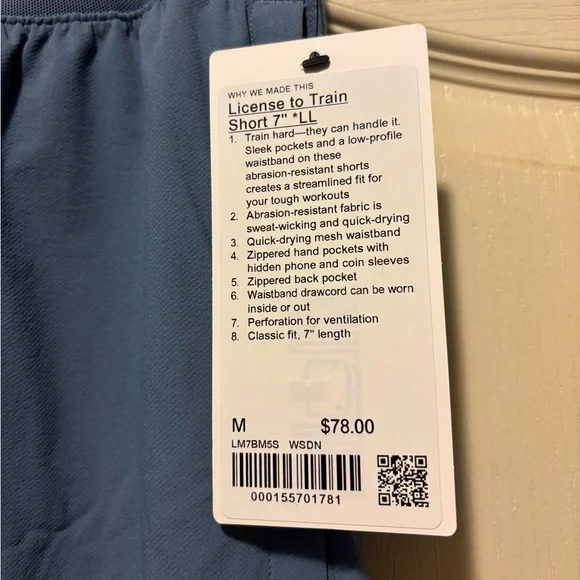 WHY WE MADE THIS
License to Train
Short 7" *LL
1. Train hard—they can handle it.
Sleek pockets and a low-profile
waistband on these
abrasion-resistant shorts
creates a streamlined fit for
your tough workouts
2. Abrasion-resistant fabric is
sweat-wicking and quick-drying
3. Quick-drying mesh waistband
4. Zippered hand pockets with
hidden phone and coin sleeves
5. Zippered back pocket
6. Waistband drawcord can be worn
inside or out
7. Perforation for ventilation
8. Classic fit, 7" length
M $78.00
LM7BM5S WSDN
000155701781